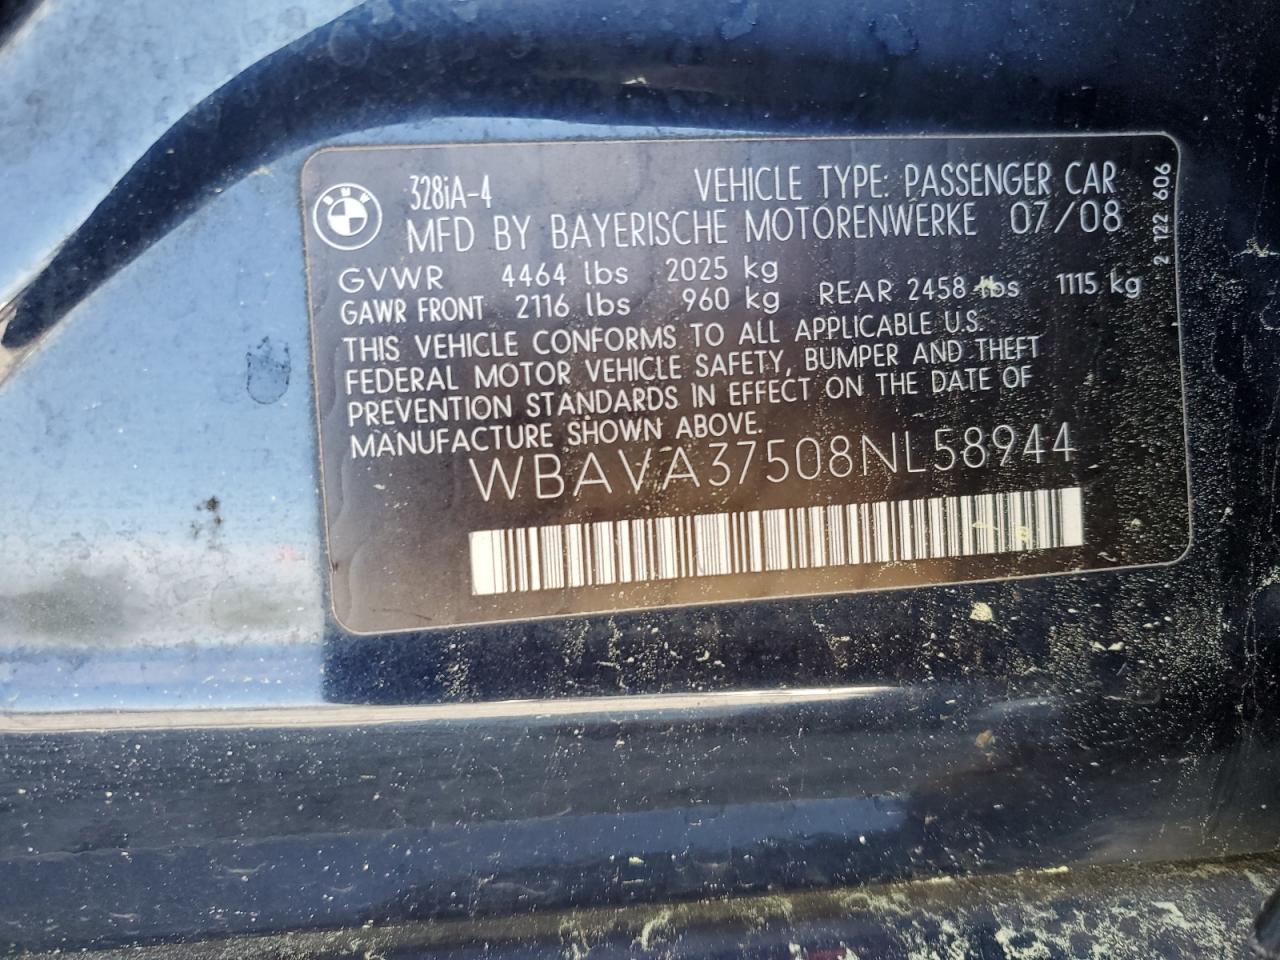 328iA-4 VEHICLE TYPE: PASSENGER CAR
MFD BY BAYERISCHE MOTORENWERKE 07/08
GVWR 4464 lbs 2025 kg
GAWR FRONT 2116 lbs 960 kg REAR 2458 lbs 1115 kg
THIS VEHICLE CONFORMS TO ALL APPLICABLE U.S.
FEDERAL MOTOR VEHICLE SAFETY, BUMPER AND THEFT
PREVENTION STANDARDS IN EFFECT ON THE DATE OF
MANUFACTURE SHOWN ABOVE.
WBAVA37508NL58944
2 122 606
BMW